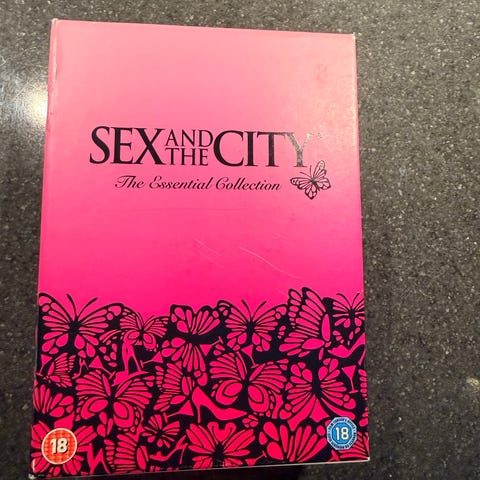 SEX AND THE CITY
The Essential Collection
18
18